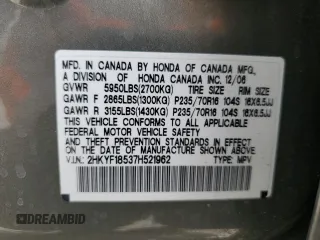 MFD. IN CANADA BY HONDA OF CANADA MFG.,
A DIVISION OF HONDA CANADA INC. 12/06
GVWR 5950LBS(2700KG) TIRE SIZE RIM SIZE
GAWR F 2865LBS(1300KG) P235/70R16 104S 16X6.5JJ
GAWR R 3155LBS(1430KG) P235/70R16 104S 16X6.5JJ
THIS VEHICLE CONFORMS TO ALL APPLICABLE
FEDERAL MOTOR VEHICLE SAFETY
AND THEFT PREVENTION STANDARDS IN EFFECT
ON THE DATE OF MANUFACTURE SHOWN ABOVE.
V.I.N.: 2HKYF18537H521962 TYPE: MPV
DREAMBID